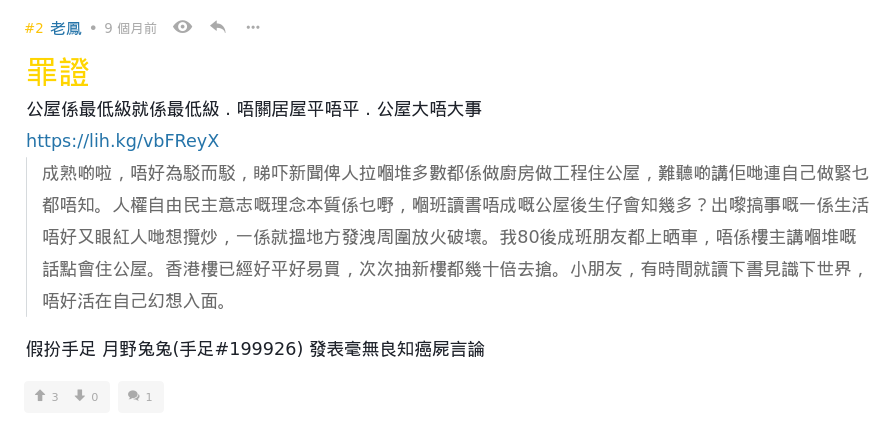 #2 老鳳 • 9 個月前
罪證
公屋係最低級就係最低級．唔關居屋平唔平．公屋大唔大事
https://lih.kg/vbFReyX
成熟啲啦，唔好為駁而駁，睇吓新聞俾人拉嗰堆多數都係做廚房做工程住公屋，難聽啲講佢哋連自己做緊乜
都唔知。人權自由民主意志嘅理念本質係乜嘢，嗰班讀書唔成嘅公屋後生仔會知幾多？出嚟搞事嘅一係生活
唔好又眼紅人哋想攬炒，一係就搵地方發洩周圍放火破壞。我80後成班朋友都上晒車，唔係樓主講嗰堆嘅
話點會住公屋。香港樓已經好平好易買，次次抽新樓都幾十倍去搶。小朋友，有時間就讀下書見識下世界，
唔好活在自己幻想入面。
假扮手足 月野兔兔(手足#199926) 發表毫無良知癌屍言論
3 0 1